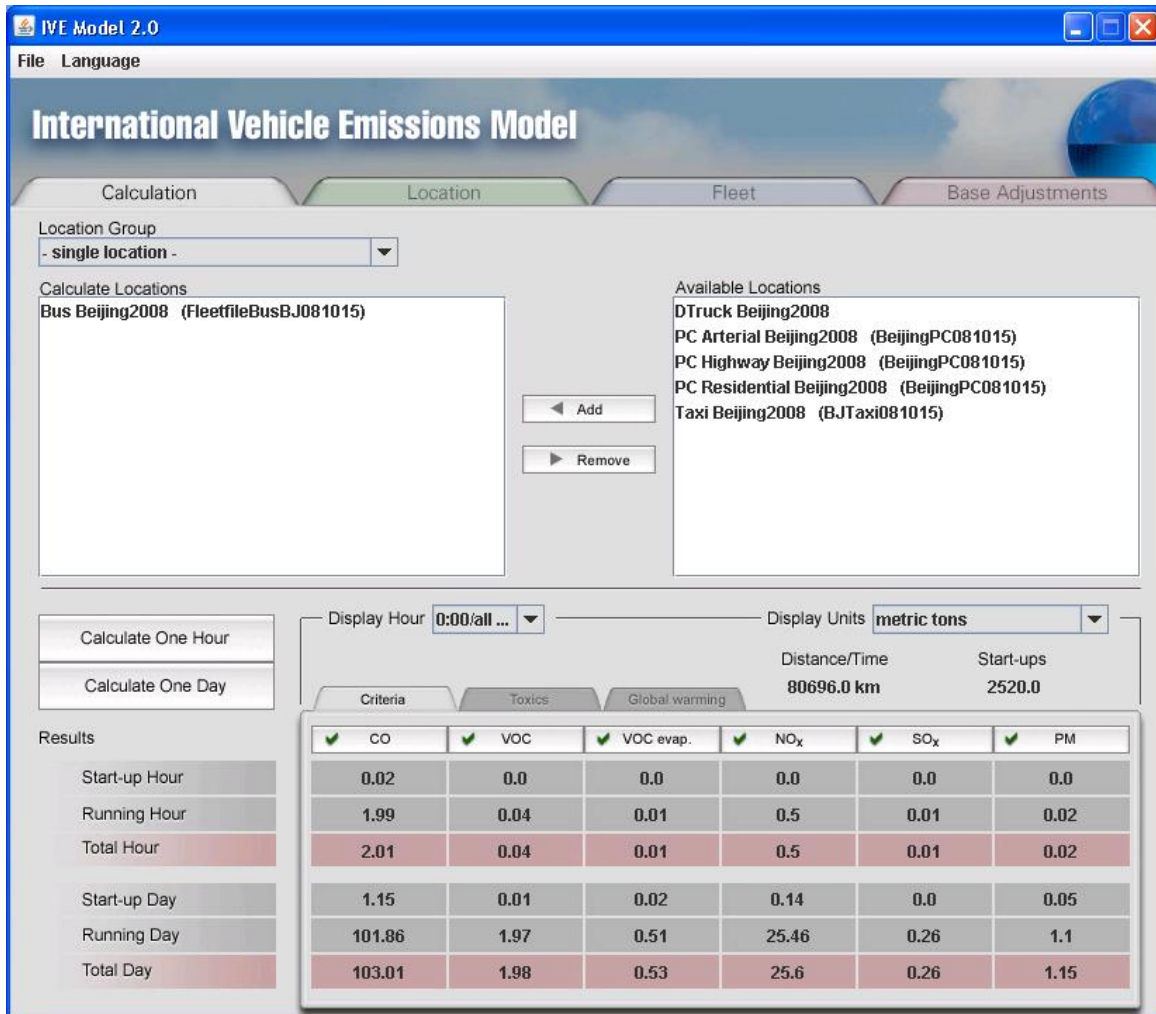 IVE Model 2.0
File Language
International Vehicle Emissions Model
Calculation Location Fleet Base Adjustments
Location Group
- single location -
Calculate Locations
Bus Beijing2008 (FleetfileBusBJ081015)
Available Locations
DTruck Beijing2008
PC Arterial Beijing2008 (BeijingPC081015)
PC Highway Beijing2008 (BeijingPC081015)
PC Residential Beijing2008 (BeijingPC081015)
Taxi Beijing2008 (BJTaxi081015)
Add
Remove
Calculate One Hour
Calculate One Day
Display Hour 0:00/all ... Display Units metric tons
Distance/Time Start-ups
80696.0 km 2520.0
Criteria Toxics Global warming
Results CO VOC VOC evap. NOx SOx PM
Start-up Hour 0.02 0.0 0.0 0.0 0.0 0.0
Running Hour 1.99 0.04 0.01 0.5 0.01 0.02
Total Hour 2.01 0.04 0.01 0.5 0.01 0.02
Start-up Day 1.15 0.01 0.02 0.14 0.0 0.05
Running Day 101.86 1.97 0.51 25.46 0.26 1.1
Total Day 103.01 1.98 0.53 25.6 0.26 1.15